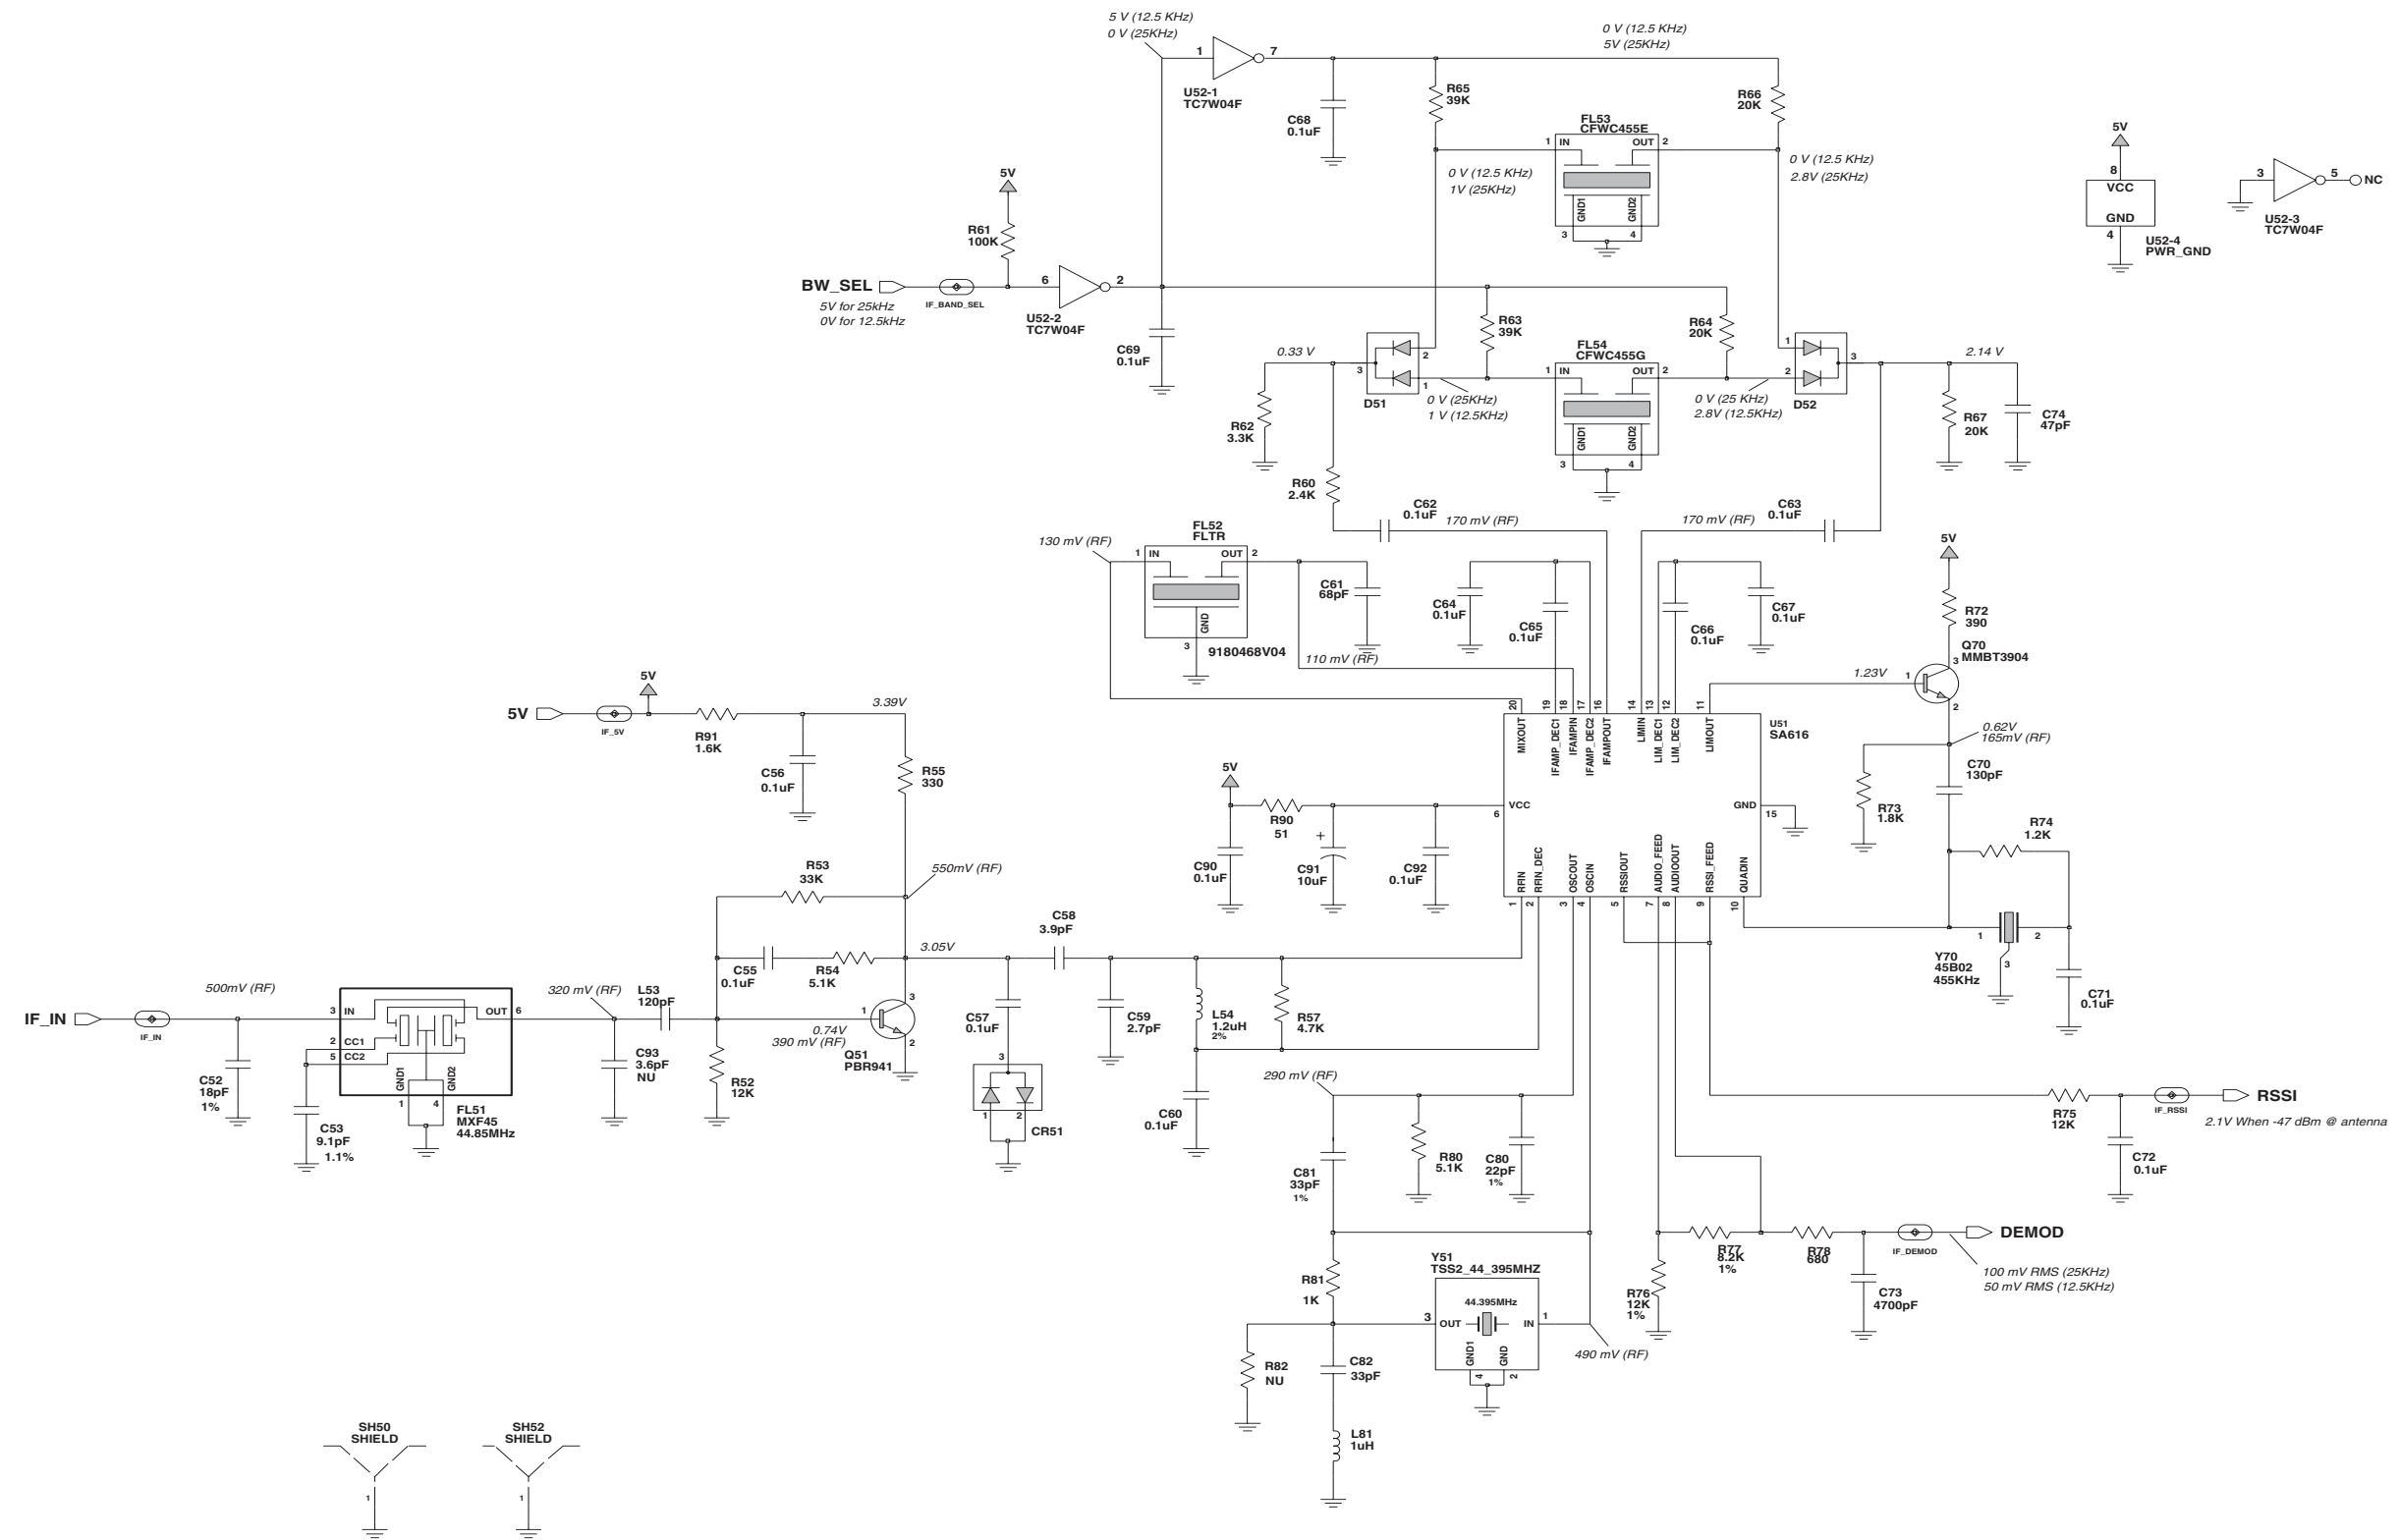 5 V (12.5 KHz)
0 V (25KHz)
1
7
U52-1
TC7W04F
C68
0.1uF
R65
39K
0 V (12.5 KHz)
5V (25KHz)
R66
20K
FL53
CFWC455E
1 IN OUT 2
GND1 GND2
3 4
0 V (12.5 KHz)
1V (25KHz)
0 V (12.5 KHz)
2.8V (25KHz)
5V
8
VCC
GND
4
U52-4
PWR_GND
3 5 NC
U52-3
TC7W04F
5V
R61
100K
BW_SEL
5V for 25kHz
0V for 12.5kHz
IF_BAND_SEL
6 2
U52-2
TC7W04F
C69
0.1uF
R63
39K
R64
20K
0.33 V
3
2
1
D51
FL54
CFWC455G
1 IN OUT 2
GND1 GND2
3 4
0 V (25KHz)
1 V (12.5KHz)
0 V (25 KHz)
2.8V (12.5KHz)
1
2
3
D52
2.14 V
R62
3.3K
R67
20K
C74
47pF
R60
2.4K
C62
0.1uF
170 mV (RF)
170 mV (RF)
C63
0.1uF
130 mV (RF)
FL52
FLTR
1 IN OUT 2
GND
3
9180468V04
C61
68pF
110 mV (RF)
C64
0.1uF
C65
0.1uF
C66
0.1uF
C67
0.1uF
5V
R72
390
Q70
MMBT3904
1.23V
1
3
2
0.62V
165mV (RF)
C70
130pF
R73
1.8K
R74
1.2K
U51
SA616
20 19 18 17 16 14 13 12 11
MIXOUT IFAMP_DEC1 IFAMPIN IFAMP_DEC2 IFAMPOUT LIMIN LIM_DEC1 LIM_DEC2 LIMOUT
VCC
6
GND
15
RRIN RRIN_DEC OSCOUT OSCIN RSSIOUT AUDIO_FEED AUDIOOUT RSSI_FEED QUADIN
1 2 3 4 5 7 8 9 10
5V
R90
51
C90
0.1uF
+
C91
10uF
C92
0.1uF
1 2
3
Y70
45B02
455KHz
C71
0.1uF
5V
IF_5V
5V
R91
1.6K
C56
0.1uF
3.39V
R55
330
R53
33K
550mV (RF)
C55
0.1uF
R54
5.1K
3.05V
C58
3.9pF
IF_IN
IF_IN
500mV (RF)
C52
18pF
1%
C53
9.1pF
1.1%
3 IN OUT 6
2 CC1
5 CC2
GND1 GND2
1 4
FL51
MXF45
44.85MHz
320 mV (RF)
L53
120pF
C93
3.6pF
NU
R52
12K
0.74V
390 mV (RF)
1
3
2
Q51
PBR941
C57
0.1uF
3
1 2
CR51
C59
2.7pF
L54
1.2uH
2%
R57
4.7K
C60
0.1uF
290 mV (RF)
C81
33pF
1%
R80
5.1K
C80
22pF
1%
R75
12K
IF_RSSI
RSSI
2.1V When -47 dBm @ antenna
C72
0.1uF
R81
1K
Y51
TSS2_44_395MHZ
44.395MHz
3 OUT IN 1
GND1 GND
4 2
490 mV (RF)
R76
12K
1%
R77
8.2K
1%
R78
680
IF_DEMOD
DEMOD
100 mV RMS (25KHz)
50 mV RMS (12.5KHz)
C73
4700pF
R82
NU
C82
33pF
L81
1uH
SH50
SHIELD
1
SH52
SHIELD
1